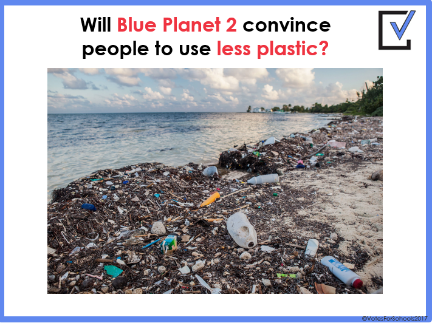 Will Blue Planet 2 convince
people to use less plastic?
©VotesForSchools2017